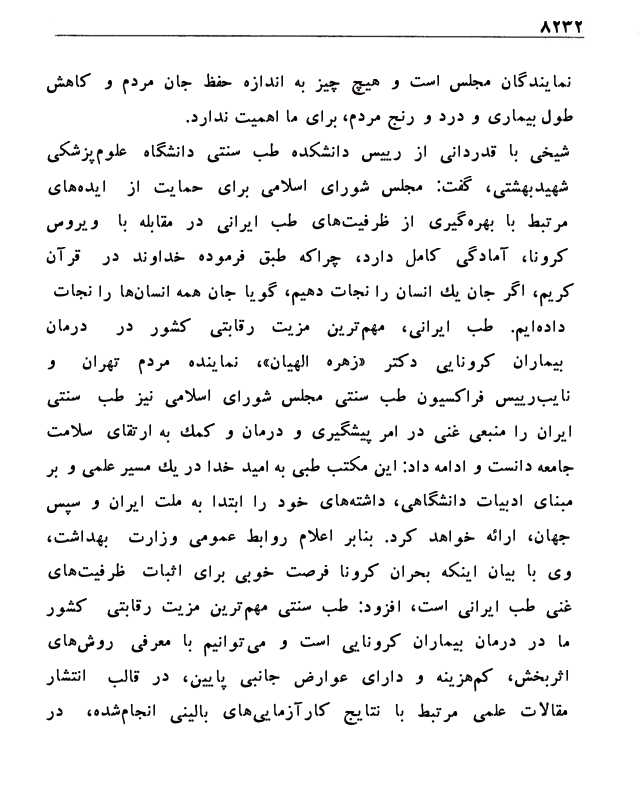 ۸۲۳۲
نمایندگان مجلس است و هیچ چیز به اندازه حفظ جان مردم و کاهش
طول بیماری و درد و رنج مردم، برای ما اهمیت ندارد.
شیخی با قدردانی از رییس دانشکده طب سنتی دانشگاه علوم‌پزشکی
شهیدبهشتی، گفت: مجلس شورای اسلامی برای حمایت از ایده‌های
مرتبط با بهره‌گیری از ظرفیت‌های طب ایرانی در مقابله با ویروس
کرونا، آمادگی کامل دارد، چراکه طبق فرموده خداوند در قرآن
کریم، اگر جان یك انسان را نجات دهیم، گویا جان همه انسان‌ها را نجات
داده‌ایم. طب ایرانی، مهم‌ترین مزیت رقابتی کشور در درمان
بیماران کرونایی دکتر «زهره الهیان»، نماینده مردم تهران و
نایب‌رییس فراکسیون طب سنتی مجلس شورای اسلامی نیز طب سنتی
ایران را منبعی غنی در امر پیشگیری و درمان و کمك به ارتقای سلامت
جامعه دانست و ادامه داد: این مکتب طبی به امید خدا در یك مسیر علمی و بر
مبنای ادبیات دانشگاهی، داشته‌های خود را ابتدا به ملت ایران و سپس
جهان، ارائه خواهد کرد. بنابر اعلام روابط عمومی وزارت بهداشت،
وی با بیان اینکه بحران کرونا فرصت خوبی برای اثبات ظرفیت‌های
غنی طب ایرانی است، افزود: طب سنتی مهم‌ترین مزیت رقابتی کشور
ما در درمان بیماران کرونایی است و می‌توانیم با معرفی روش‌های
اثربخش، کم‌هزینه و دارای عوارض جانبی پایین، در قالب انتشار
مقالات علمی مرتبط با نتایج کارآزمایی‌های بالینی انجام‌شده، در